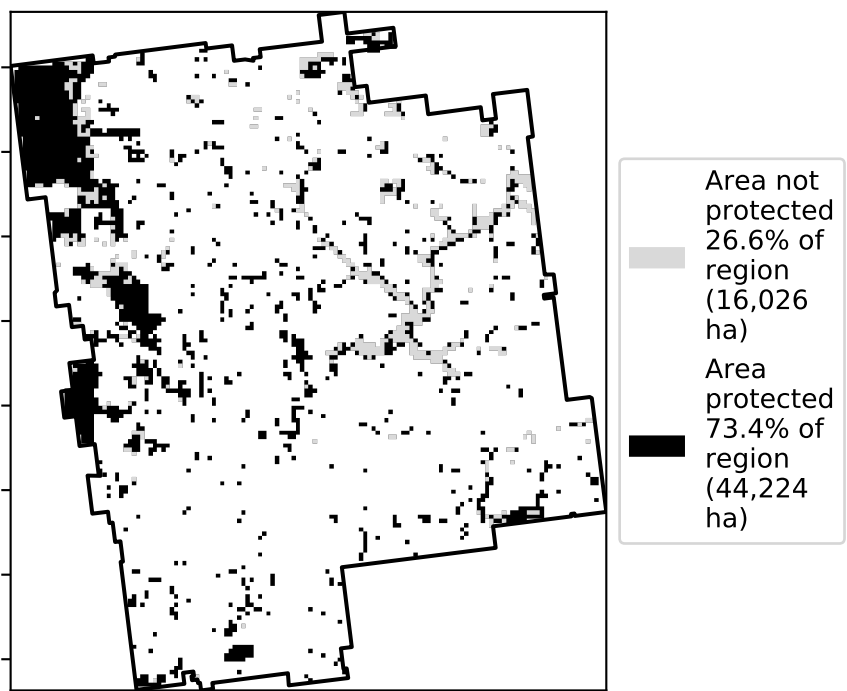 Area not
protected
26.6% of
region
(16,026
ha)
Area
protected
73.4% of
region
(44,224
ha)